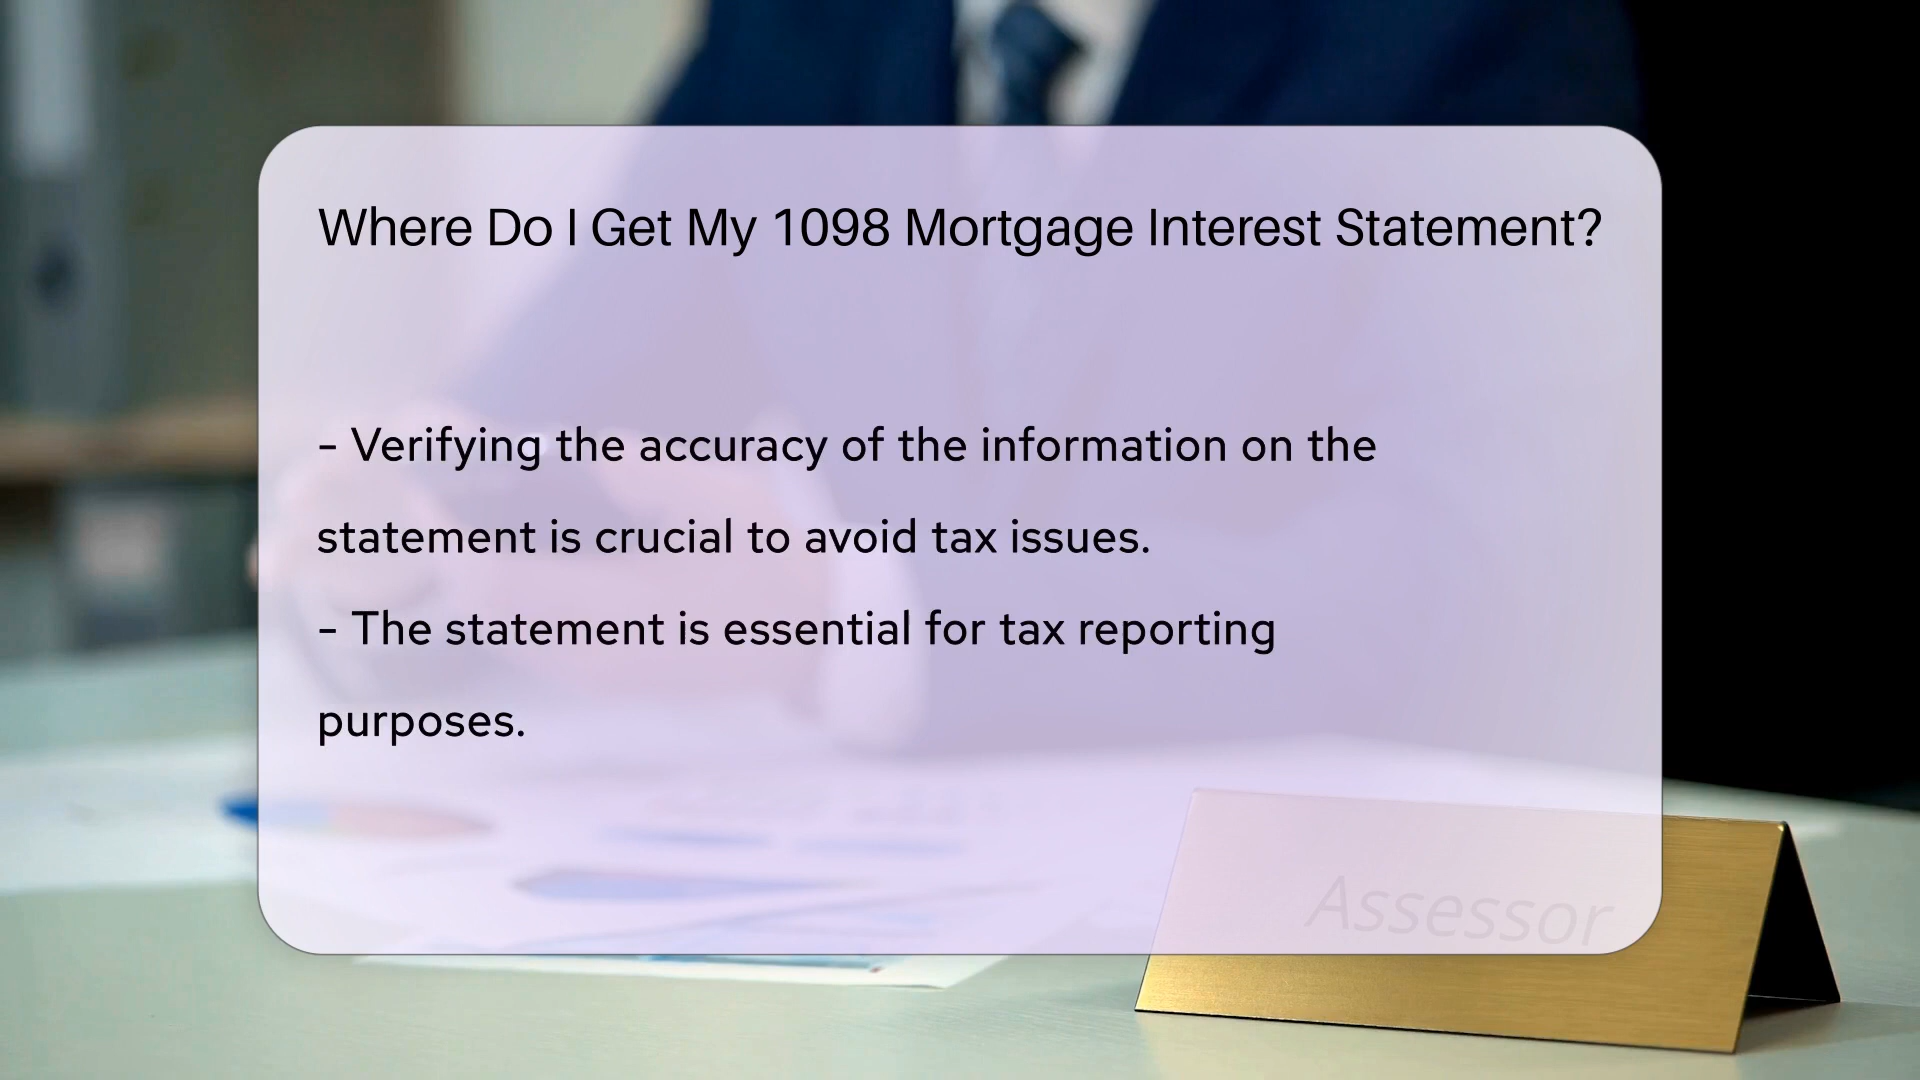 Where Do I Get My 1098 Mortgage Interest Statement?
- Verifying the accuracy of the information on the
statement is crucial to avoid tax issues.
- The statement is essential for tax reporting
purposes.
Assessor